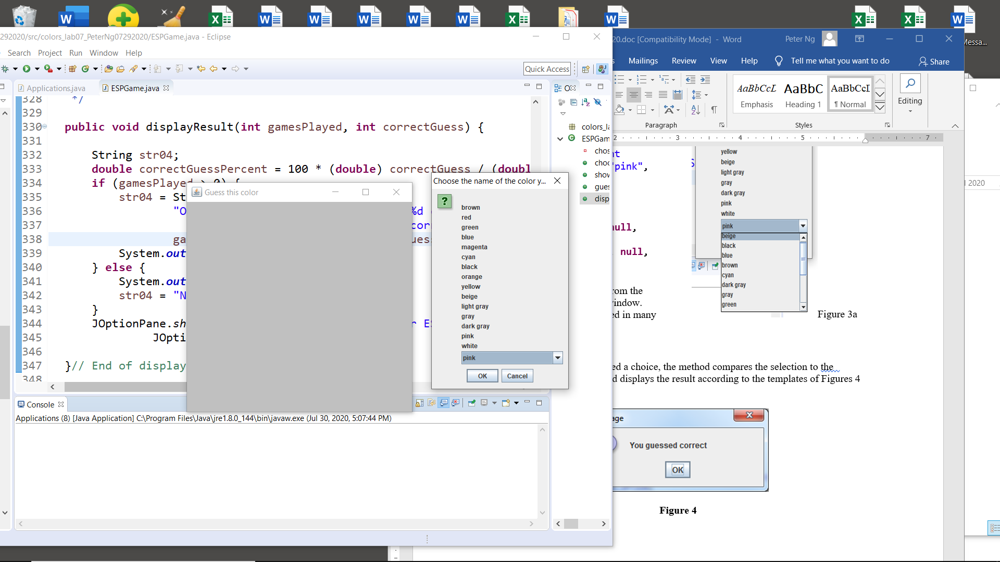 292020/src/colors_lab07_PeterNg07292020/ESPGame.java - Eclipse
Search Project Run Window Help
Quick Access
Applications.java
ESPGame.java
328 */
329
330 public void displayResult(int gamesPlayed, int correctGuess) {
331
332 String str04;
333 double correctGuessPercent = 100 * (double) correctGuess / (doubl
334 if (gamesPlayed > 0) {
335 str04 = St
336 "O %d
337 cor
338 ga uess
339 System.out
340 } else {
341 System.out
342 str04 = "N
343 }
344 JOptionPane.sh r ES
345 JOpti
346
347 }// End of display
348
Guess this color
Choose the name of the color y...
?
brown
red
green
blue
magenta
cyan
black
orange
yellow
beige
light gray
gray
dark gray
pink
white
pink
OK Cancel
O
colors_la
ESPGam
chos
choo
show
gues
disp
Console
Applications (8) [Java Application] C:\Program Files\Java\jre1.8.0_144\bin\javaw.exe (Jul 30, 2020, 5:07:44 PM)
20.doc [Compatibility Mode] - Word
Peter Ng
s Mailings Review View Help Tell me what you want to do Share
AaBbCcL AaBbC AaBbCcI
Emphasis Heading 1 ¶ Normal
Editing
Paragraph Styles
2 3 4 5 7
nt
"pink",
S
null,
null,
yellow
beige
light gray
gray
dark gray
pink
white
pink
beige
black
blue
brown
cyan
dark gray
gray
green
rom the
window.
ed in many
Figure 3a
ed a choice, the method compares the selection to the
d displays the result according to the templates of Figures 4
age
You guessed correct
OK
Figure 4
Messa...
l 2020